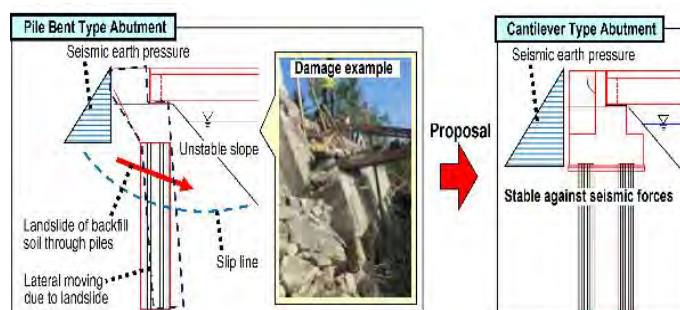 Pile Bent Type Abutment
Seismic earth pressure
Unstable slope
Landslide of backfill
soil through piles
Slip line
Lateral moving
due to landslide
Damage example
Proposal
Cantilever Type Abutment
Seismic earth pressure
Stable against seismic forces